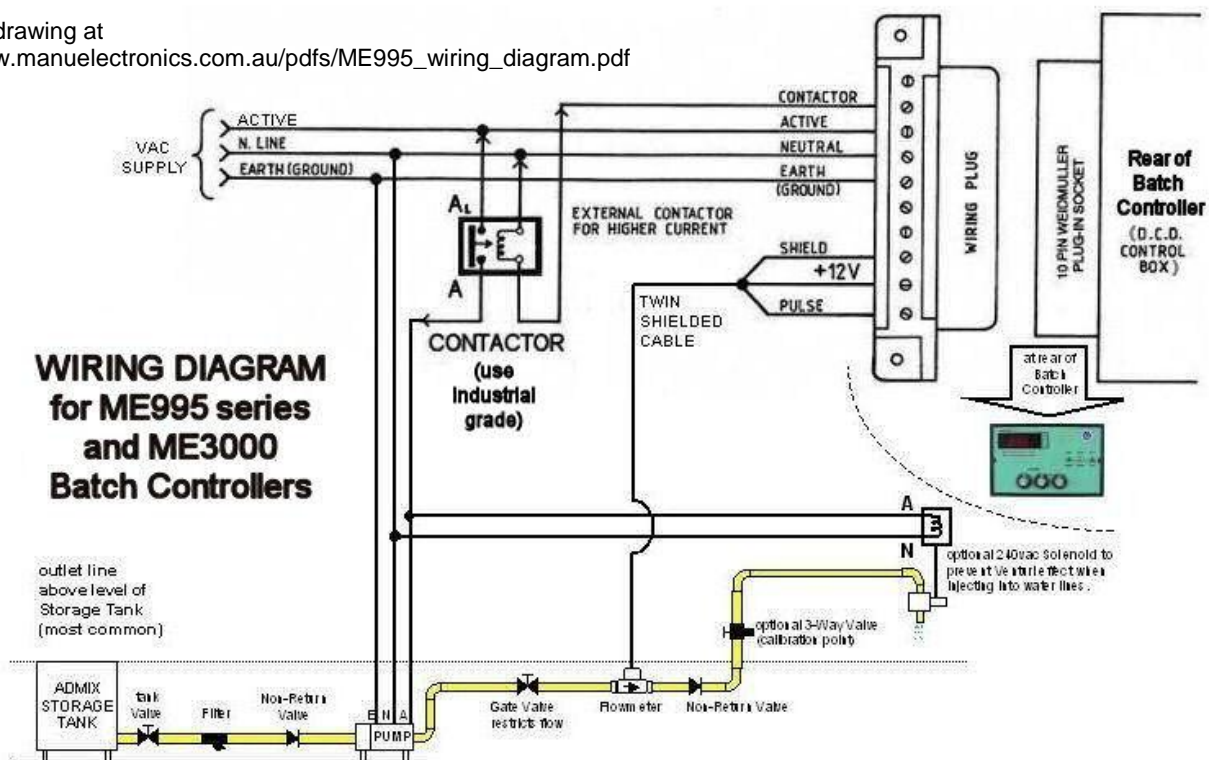 drawing at
w.manuelectronics.com.au/pdfs/ME995_wiring_diagram.pdf
VAC
SUPPLY
ACTIVE
N. LINE
EARTH (GROUND)
CONTACTOR
ACTIVE
NEUTRAL
EARTH
(GROUND)
SHIELD
+12V
PULSE
WIRING PLUG
10 PIN WEIDMULLER
PLUG-IN SOCKET
Rear of
Batch
Controller
(O.C.D.
CONTROL
BOX)
AL
A
EXTERNAL CONTACTOR
FOR HIGHER CURRENT
CONTACTOR
(use
industrial
grade)
TWIN
SHIELDED
CABLE
at rear of
Batch
Controller
WIRING DIAGRAM
for ME995 series
and ME3000
Batch Controllers
A
N
optional 240vac Solenoid to
prevent Venturi effect when
injecting into water lines.
outlet line
above level of
Storage Tank
(most common)
optional 3-Way Valve
(calibration point)
ADMIX
STORAGE
TANK
tank
Valve
Filter
Non-Return
Valve
E N A
PUMP
Gate Valve
restricts flow
Flowmeter
Non-Return Valve